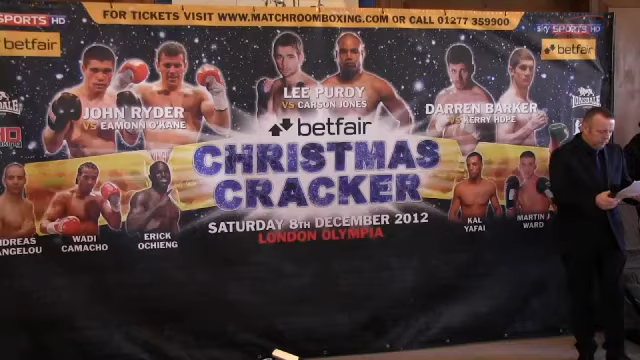 SPORTS HD
FOR TICKETS VISIT WWW.MATCHROOMBOXING.COM OR CALL 01277 359900
sky SPORTS HD
betfair
betfair
LONSDALE
JOHN RYDER
VS EAMONN O'KANE
LEE PURDY
VS CARSON JONES
DARREN BARKER
VS KERRY HOPE
LONSDALE
betfair
CHRISTMAS
CRACKER
SATURDAY 8TH DECEMBER 2012
LONDON OLYMPIA
WADI
CAMACHO
ERICK
OCHIENG
KAL
YAFAI
MARTIN J
WARD